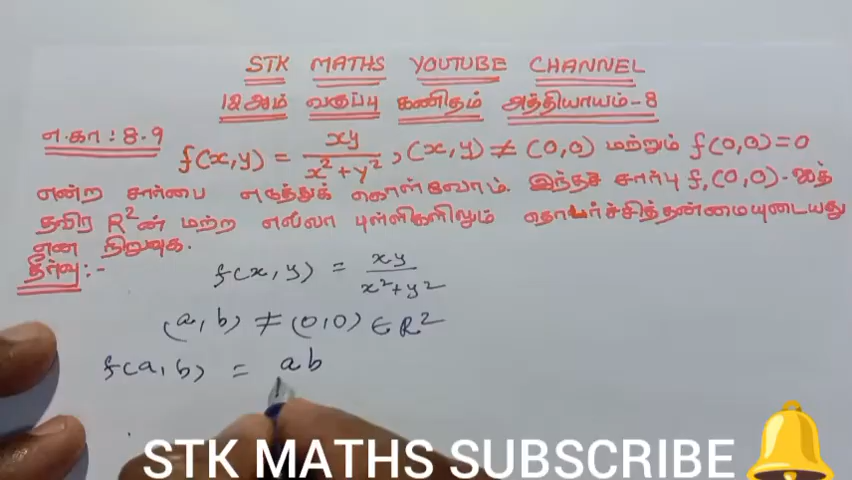 STK MATHS YOUTUBE CHANNEL
12ஆம் வகுப்பு கணிதம் அத்தியாயம்-8
எ.கா : 8.9
f(x,y) = xy / x²+y² , (x,y) ≠ (0,0) மற்றும் f(0,0)=0
என்ற சார்பை எடுத்துக் கொள்வோம். இந்தச் சார்பு f, (0,0)-ஐத்
தவிர R²ன் மற்ற எல்லா புள்ளிகளிலும் தொடர்ச்சித்தன்மையுடையது
என நிறுவுக.
தீர்வு:-
f(x,y) = xy / x²+y²
(a,b) ≠ (0,0) ∈ R²
f(a,b) = ab
STK MATHS SUBSCRIBE